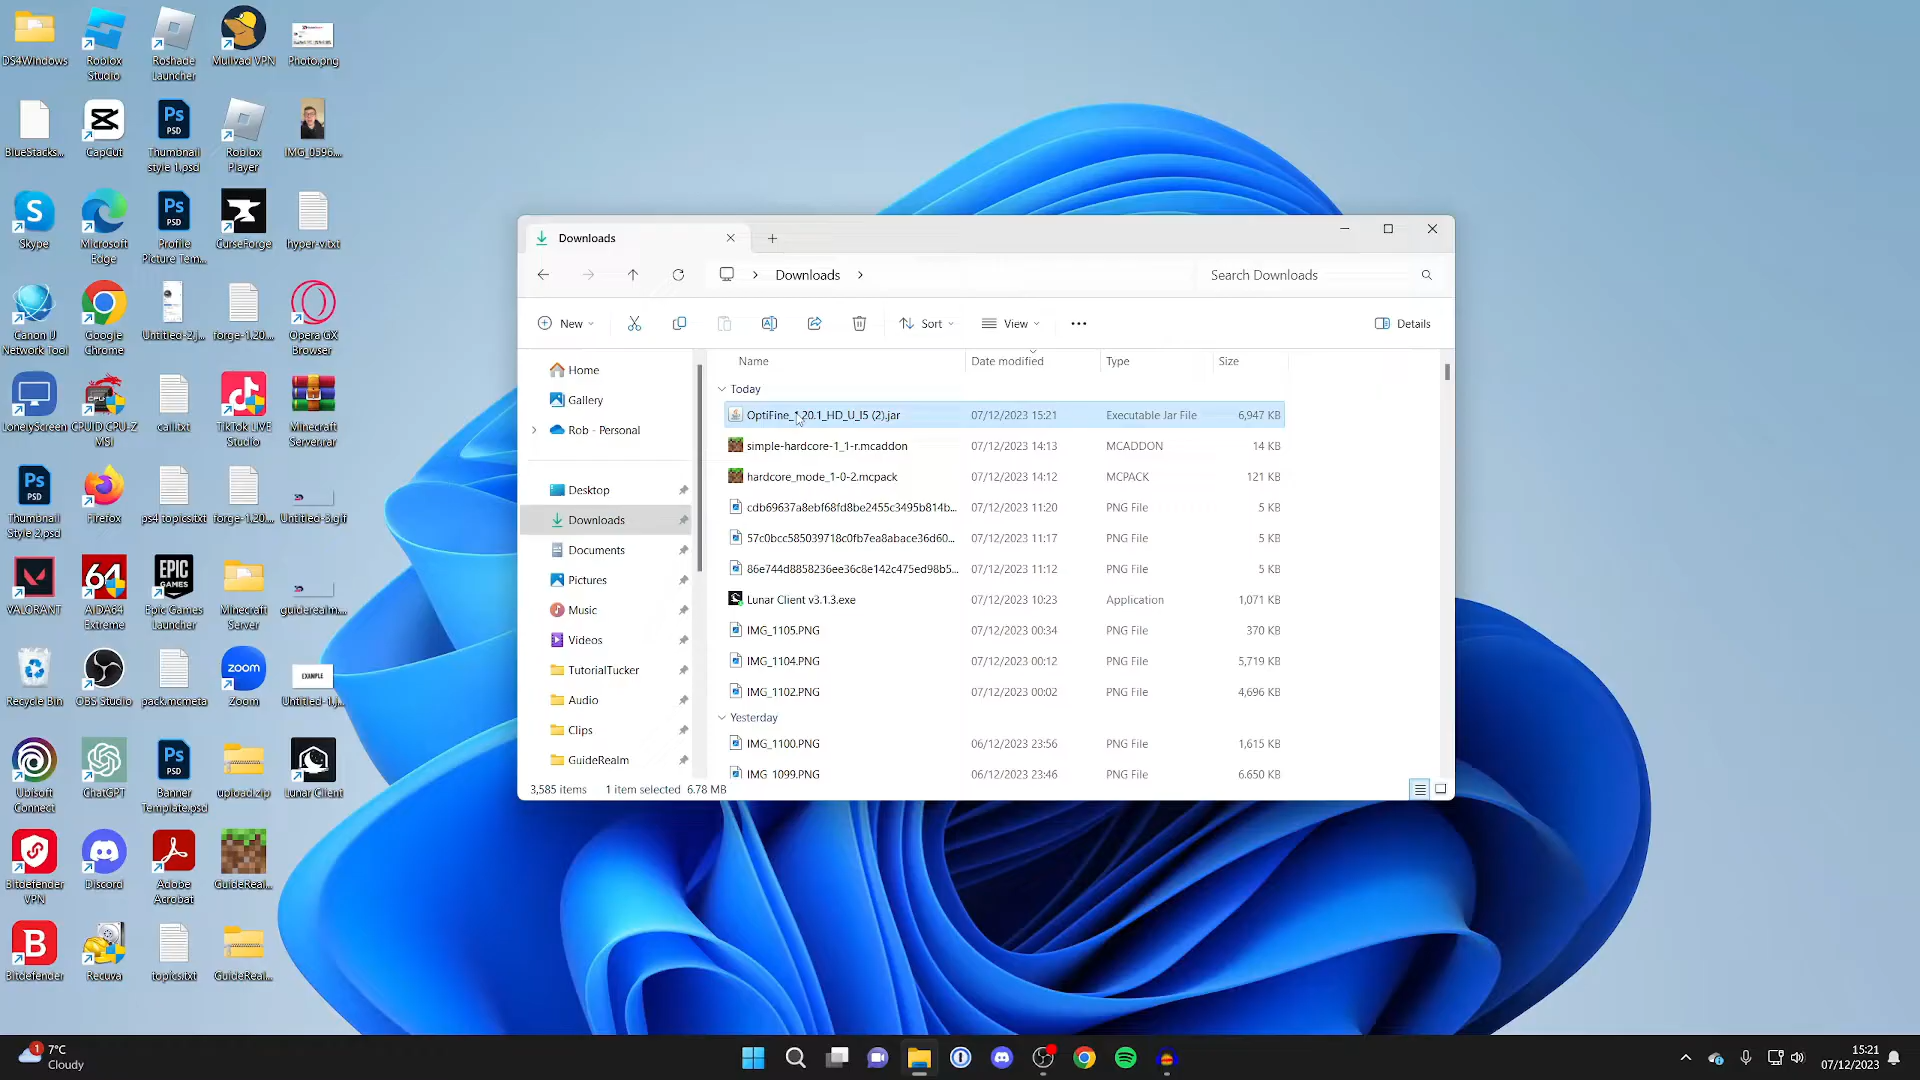 DS4Windows
Roblox
Studio
Roshade
Launcher
Mullvad VPN
Photo.png
BlueStacks...
CapCut
Thumbnail
style 1.psd
Roblox
Player
IMG_0596....
Skype
Microsoft
Edge
Profile
Picture Tem...
CurseForge
hyper-v.txt
Canon IJ
Network Tool
Google
Chrome
Untitled-2.j...
forge-1.20....
Opera GX
Browser
LonelyScreen
CPUID CPU-Z
MSI
call.txt
TikTok LIVE
Studio
Minecraft
Server.rar
Thumbnail
Style 2.psd
Firefox
ps4 topics.txt
forge-1.20....
Untitled-3.gif
VALORANT
AIDA64
Extreme
Epic Games
Launcher
Minecraft
Server
guiderealm....
Recycle Bin
OBS Studio
pack.mcmeta
Zoom
EXAMPLE
Untitled-1.j...
Ubisoft
Connect
ChatGPT
Banner
Template.psd
upload.zip
Lunar Client
Bitdefender
VPN
Discord
Adobe
Acrobat
GuideReal...
Bitdefender
Recuva
topics.txt
GuideReal...
Downloads
Downloads
Search Downloads
New
Sort
View
Details
Home
Gallery
Rob - Personal
Desktop
Downloads
Documents
Pictures
Music
Videos
TutorialTucker
Audio
Clips
GuideRealm
Name Date modified Type Size
Today
OptiFine_1.20.1_HD_U_I5 (2).jar 07/12/2023 15:21 Executable Jar File 6,947 KB
simple-hardcore-1_1-r.mcaddon 07/12/2023 14:13 MCADDON 14 KB
hardcore_mode_1-0-2.mcpack 07/12/2023 14:12 MCPACK 121 KB
cdb69637a8ebf68fd8be2455c3495b814b... 07/12/2023 11:20 PNG File 5 KB
57c0bcc585039718c0fb7ea8abace36d60... 07/12/2023 11:17 PNG File 5 KB
86e744d8858236ee36c8e142c475ed98b5... 07/12/2023 11:12 PNG File 5 KB
Lunar Client v3.1.3.exe 07/12/2023 10:23 Application 1,071 KB
IMG_1105.PNG 07/12/2023 00:34 PNG File 370 KB
IMG_1104.PNG 07/12/2023 00:12 PNG File 5,719 KB
IMG_1102.PNG 07/12/2023 00:02 PNG File 4,696 KB
Yesterday
IMG_1100.PNG 06/12/2023 23:56 PNG File 1,615 KB
IMG_1099.PNG 06/12/2023 23:46 PNG File 6,650 KB
3,585 items 1 item selected 6.78 MB
1
7°C
Cloudy
15:21
07/12/2023